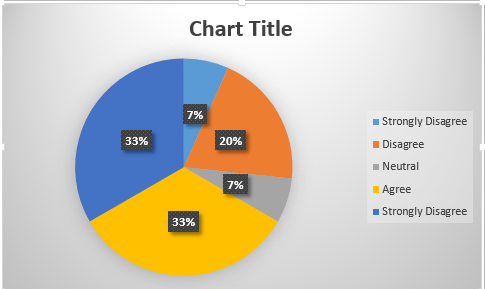 Chart Title
7%
33%
20%
7%
33%
Strongly Disagree
Disagree
Neutral
Agree
Strongly Disagree